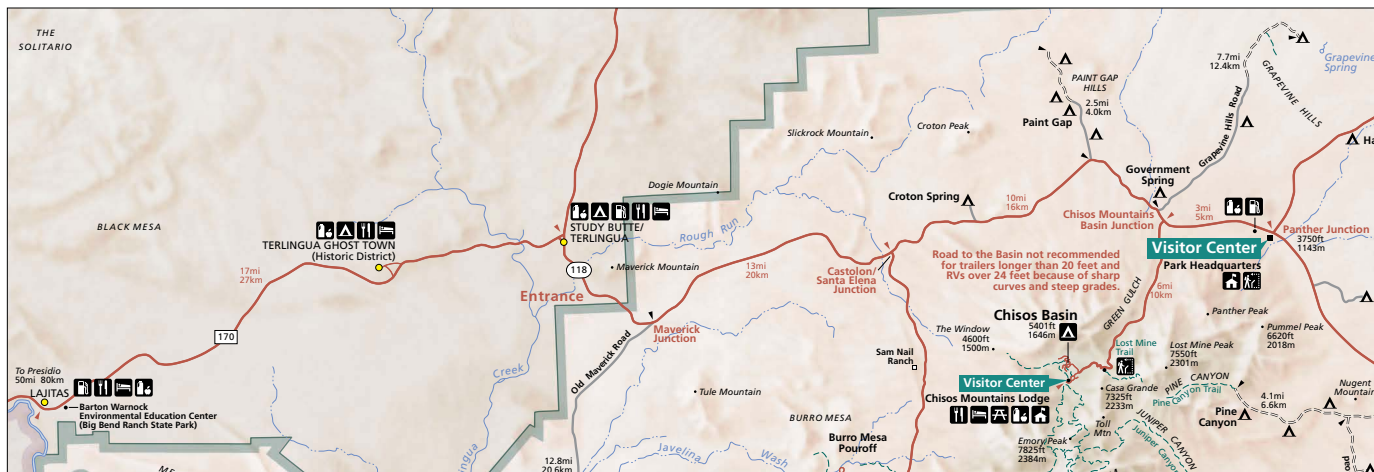 THE
SOLITARIO
BLACK MESA
TERLINGUA GHOST TOWN
(Historic District)
17mi
27km
170
To Presidio
50mi 80km
LAJITAS
Barton Warnock
Environmental Education Center
(Big Bend Ranch State Park)
STUDY BUTTE/
TERLINGUA
118
Entrance
Maverick Mountain
Dogie Mountain
Rough Run
Maverick
Junction
Old Maverick Road
Creek
12.8mi
20.6km
13mi
20km
Tule Mountain
Javelina Wash
BURRO MESA
Burro Mesa
Pouroff
Slickrock Mountain
Croton Peak
Croton Spring
Castolon/
Santa Elena
Junction
Sam Nail
Ranch
10mi
16km
PAINT GAP
HILLS
2.5mi
4.0km
Paint Gap
Government
Spring
Grapevine Hills Road
7.7mi
12.4km
GRAPEVINE HILLS
Grapevine
Spring
Chisos Mountains
Basin Junction
3mi
5km
Panther Junction
3750ft
1143m
Visitor Center
Park Headquarters
Road to the Basin not recommended
for trailers longer than 20 feet and
RVs over 24 feet because of sharp
curves and steep grades.
6mi
10km
GREEN GULCH
Chisos Basin
5401ft
1646m
The Window
4600ft
1500m
Visitor Center
Chisos Mountains Lodge
Lost Mine
Trail
Lost Mine Peak
7550ft
2301m
Panther Peak
Pummel Peak
6620ft
2018m
Casa Grande
7325ft
2233m
PINE CANYON
Pine Canyon Trail
Pine
Canyon
4.1mi
6.6km
Nugent
Mountain
Toll
Mtn
Emory Peak
7825ft
2384m
JUNIPER CANYON
Juniper Canyon